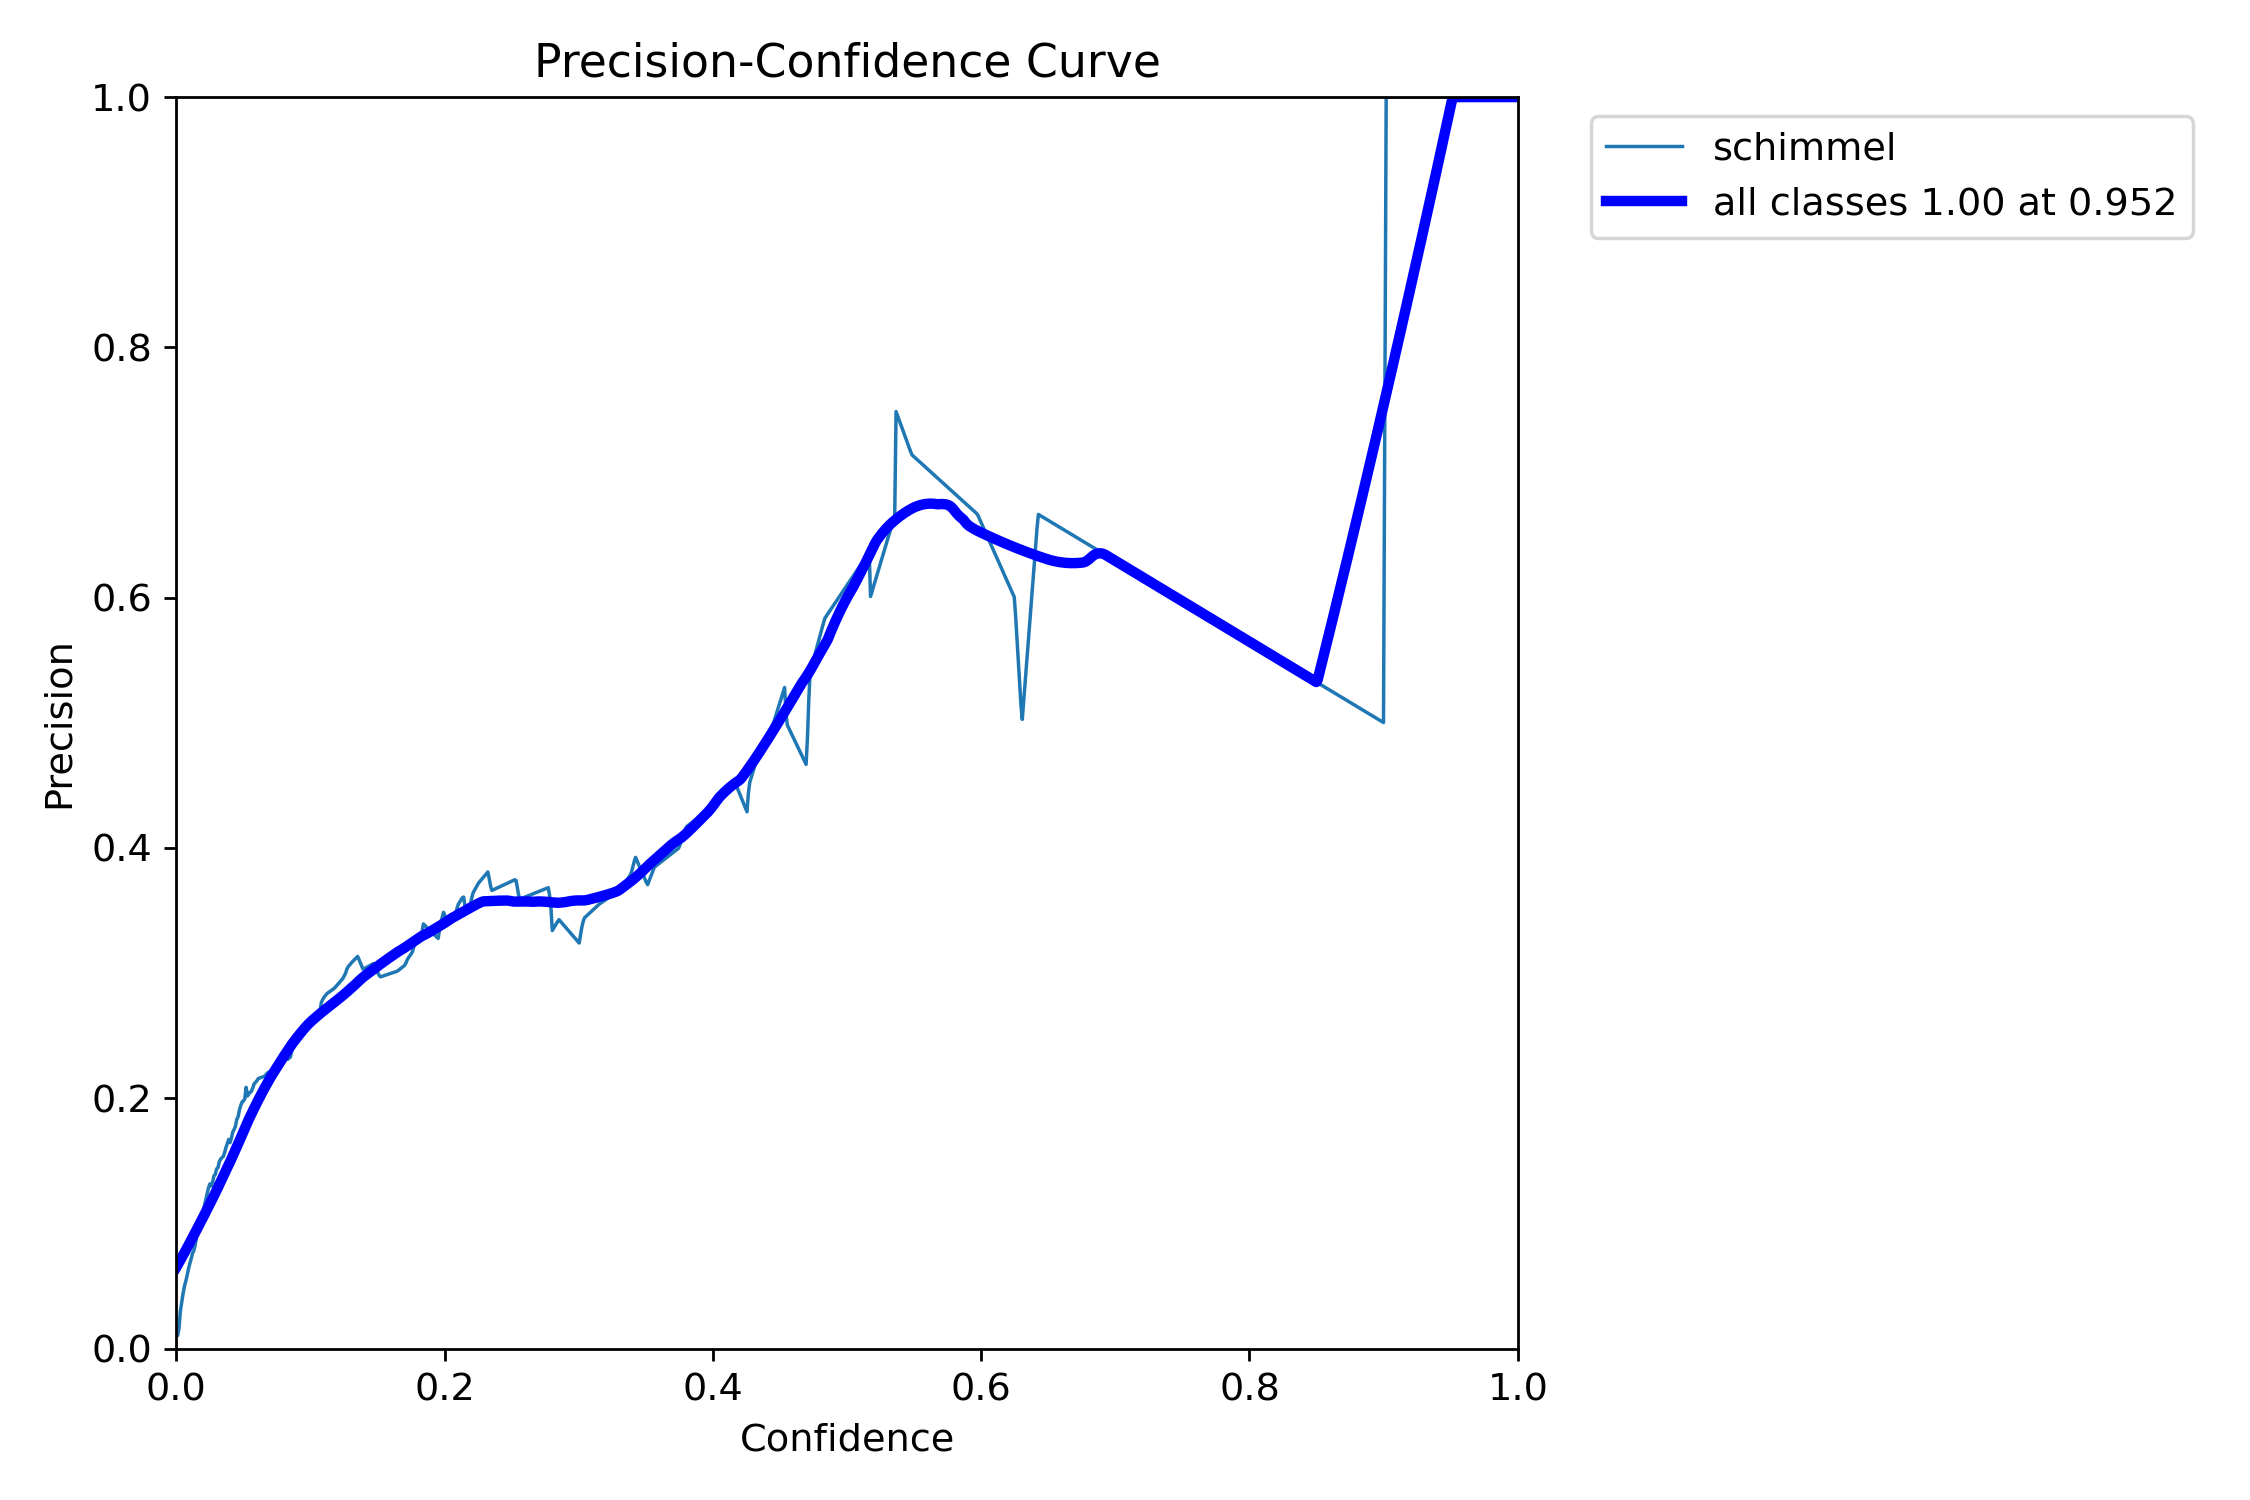 Precision-Confidence Curve
1.0
0.8
0.6
0.4
0.2
0.0
Precision
0.0 0.2 0.4 0.6 0.8 1.0
Confidence
schimmel
all classes 1.00 at 0.952